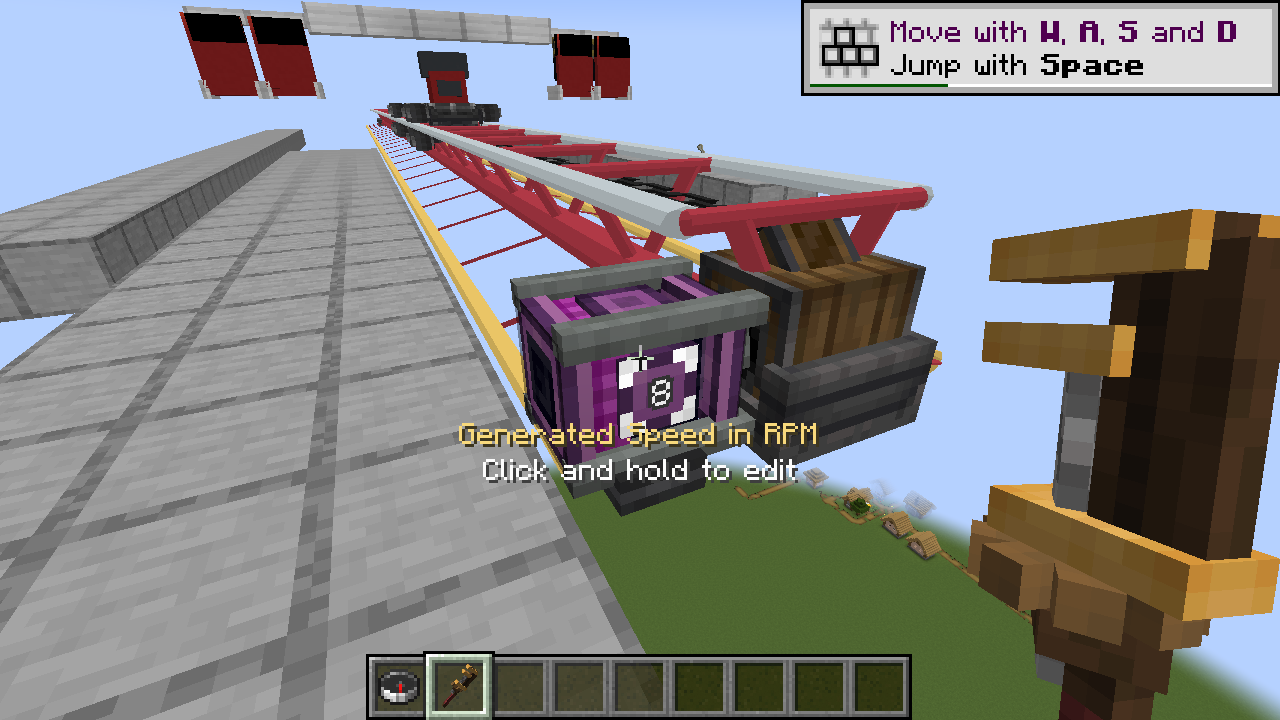 Move with W, A, S and D
Jump with Space
8
Generated Speed in RPM
Click and hold to edit